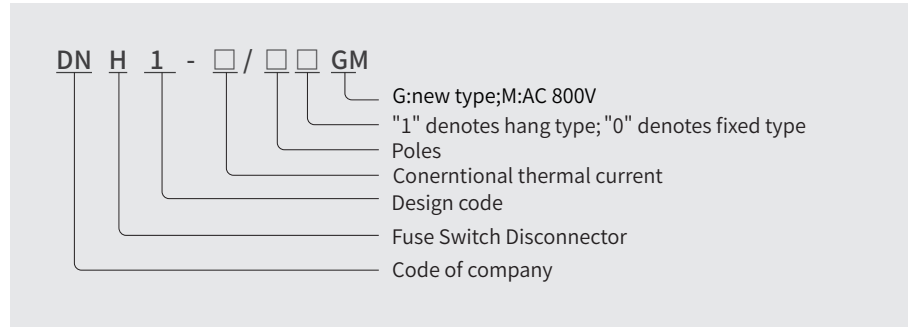 DN H 1 - □ / □ □ GM
G:new type;M:AC 800V
"1" denotes hang type; "0" denotes fixed type
Poles
Conerntional thermal current
Design code
Fuse Switch Disconnector
Code of company